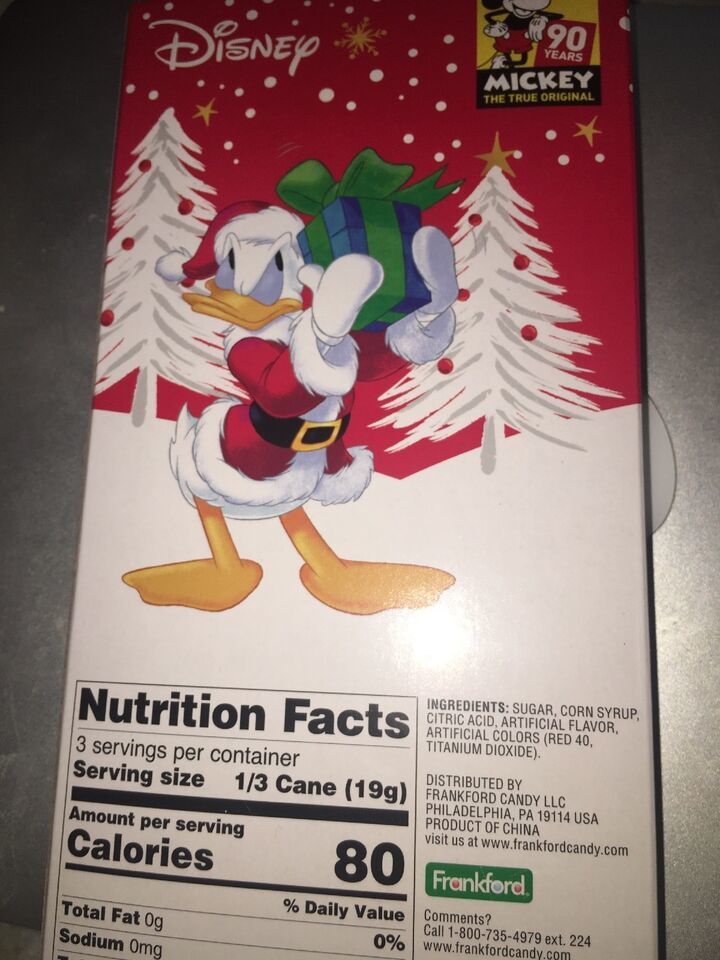 Disney
90
YEARS
MICKEY
THE TRUE ORIGINAL
Nutrition Facts
3 servings per container
Serving size 1/3 Cane (19g)
Amount per serving
Calories 80
% Daily Value
Total Fat 0g 0%
Sodium 0mg
INGREDIENTS: SUGAR, CORN SYRUP,
CITRIC ACID, ARTIFICIAL FLAVOR,
ARTIFICIAL COLORS (RED 40,
TITANIUM DIOXIDE).
DISTRIBUTED BY
FRANKFORD CANDY LLC
PHILADELPHIA, PA 19114 USA
PRODUCT OF CHINA
visit us at www.frankfordcandy.com
Frankford
Comments?
Call 1-800-735-4979 ext. 224
www.frankfordcandy.com